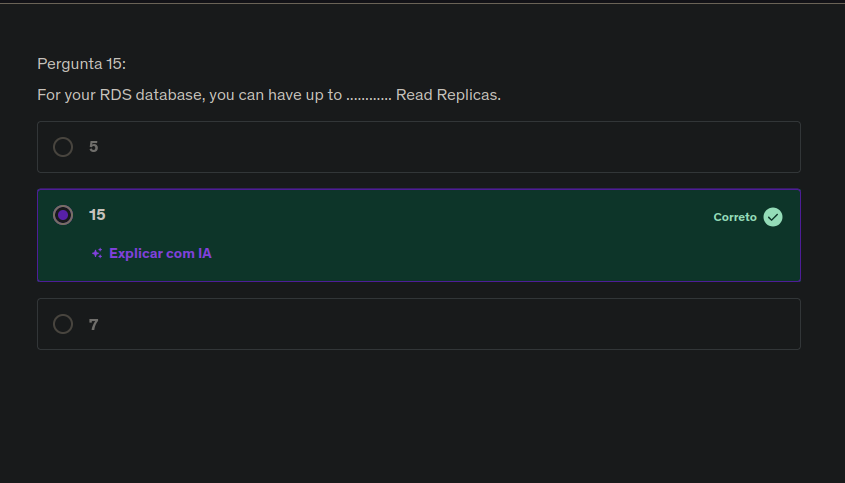 Pergunta 15:
For your RDS database, you can have up to ............ Read Replicas.
5
15
Correto
Explicar com IA
7